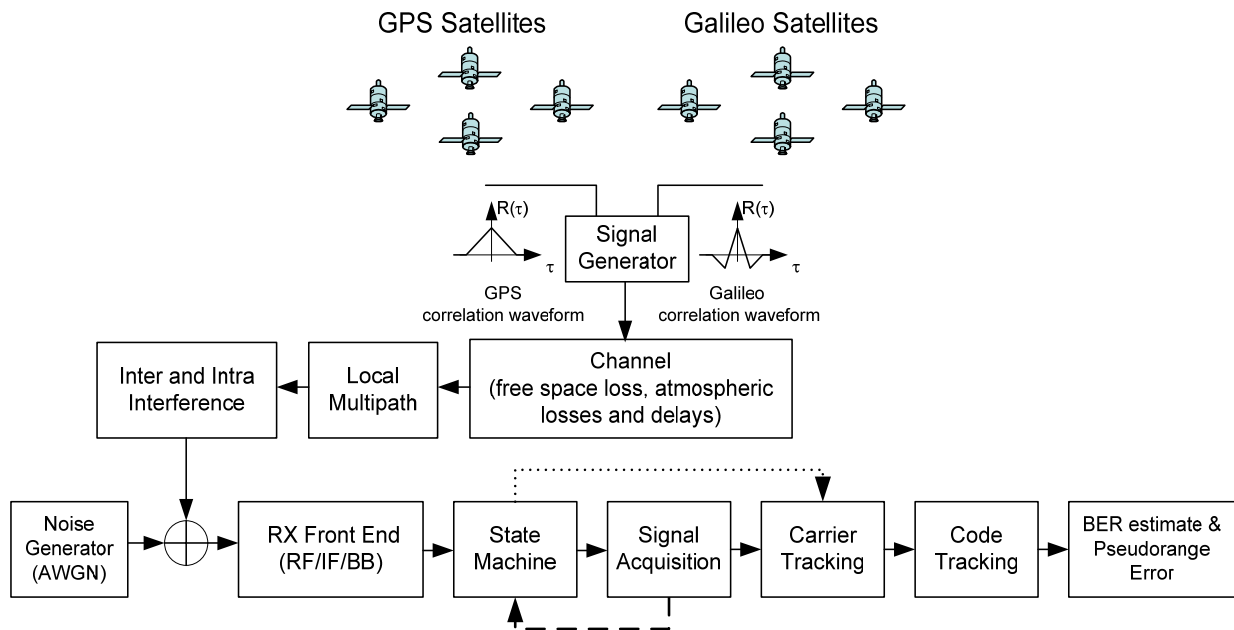 GPS Satellites
Galileo Satellites
R(τ)
τ
Signal
Generator
R(τ)
τ
GPS
correlation waveform
Galileo
correlation waveform
Inter and Intra
Interference
Local
Multipath
Channel
(free space loss, atmospheric
losses and delays)
Noise
Generator
(AWGN)
RX Front End
(RF/IF/BB)
State
Machine
Signal
Acquisition
Carrier
Tracking
Code
Tracking
BER estimate &
Pseudorange
Error